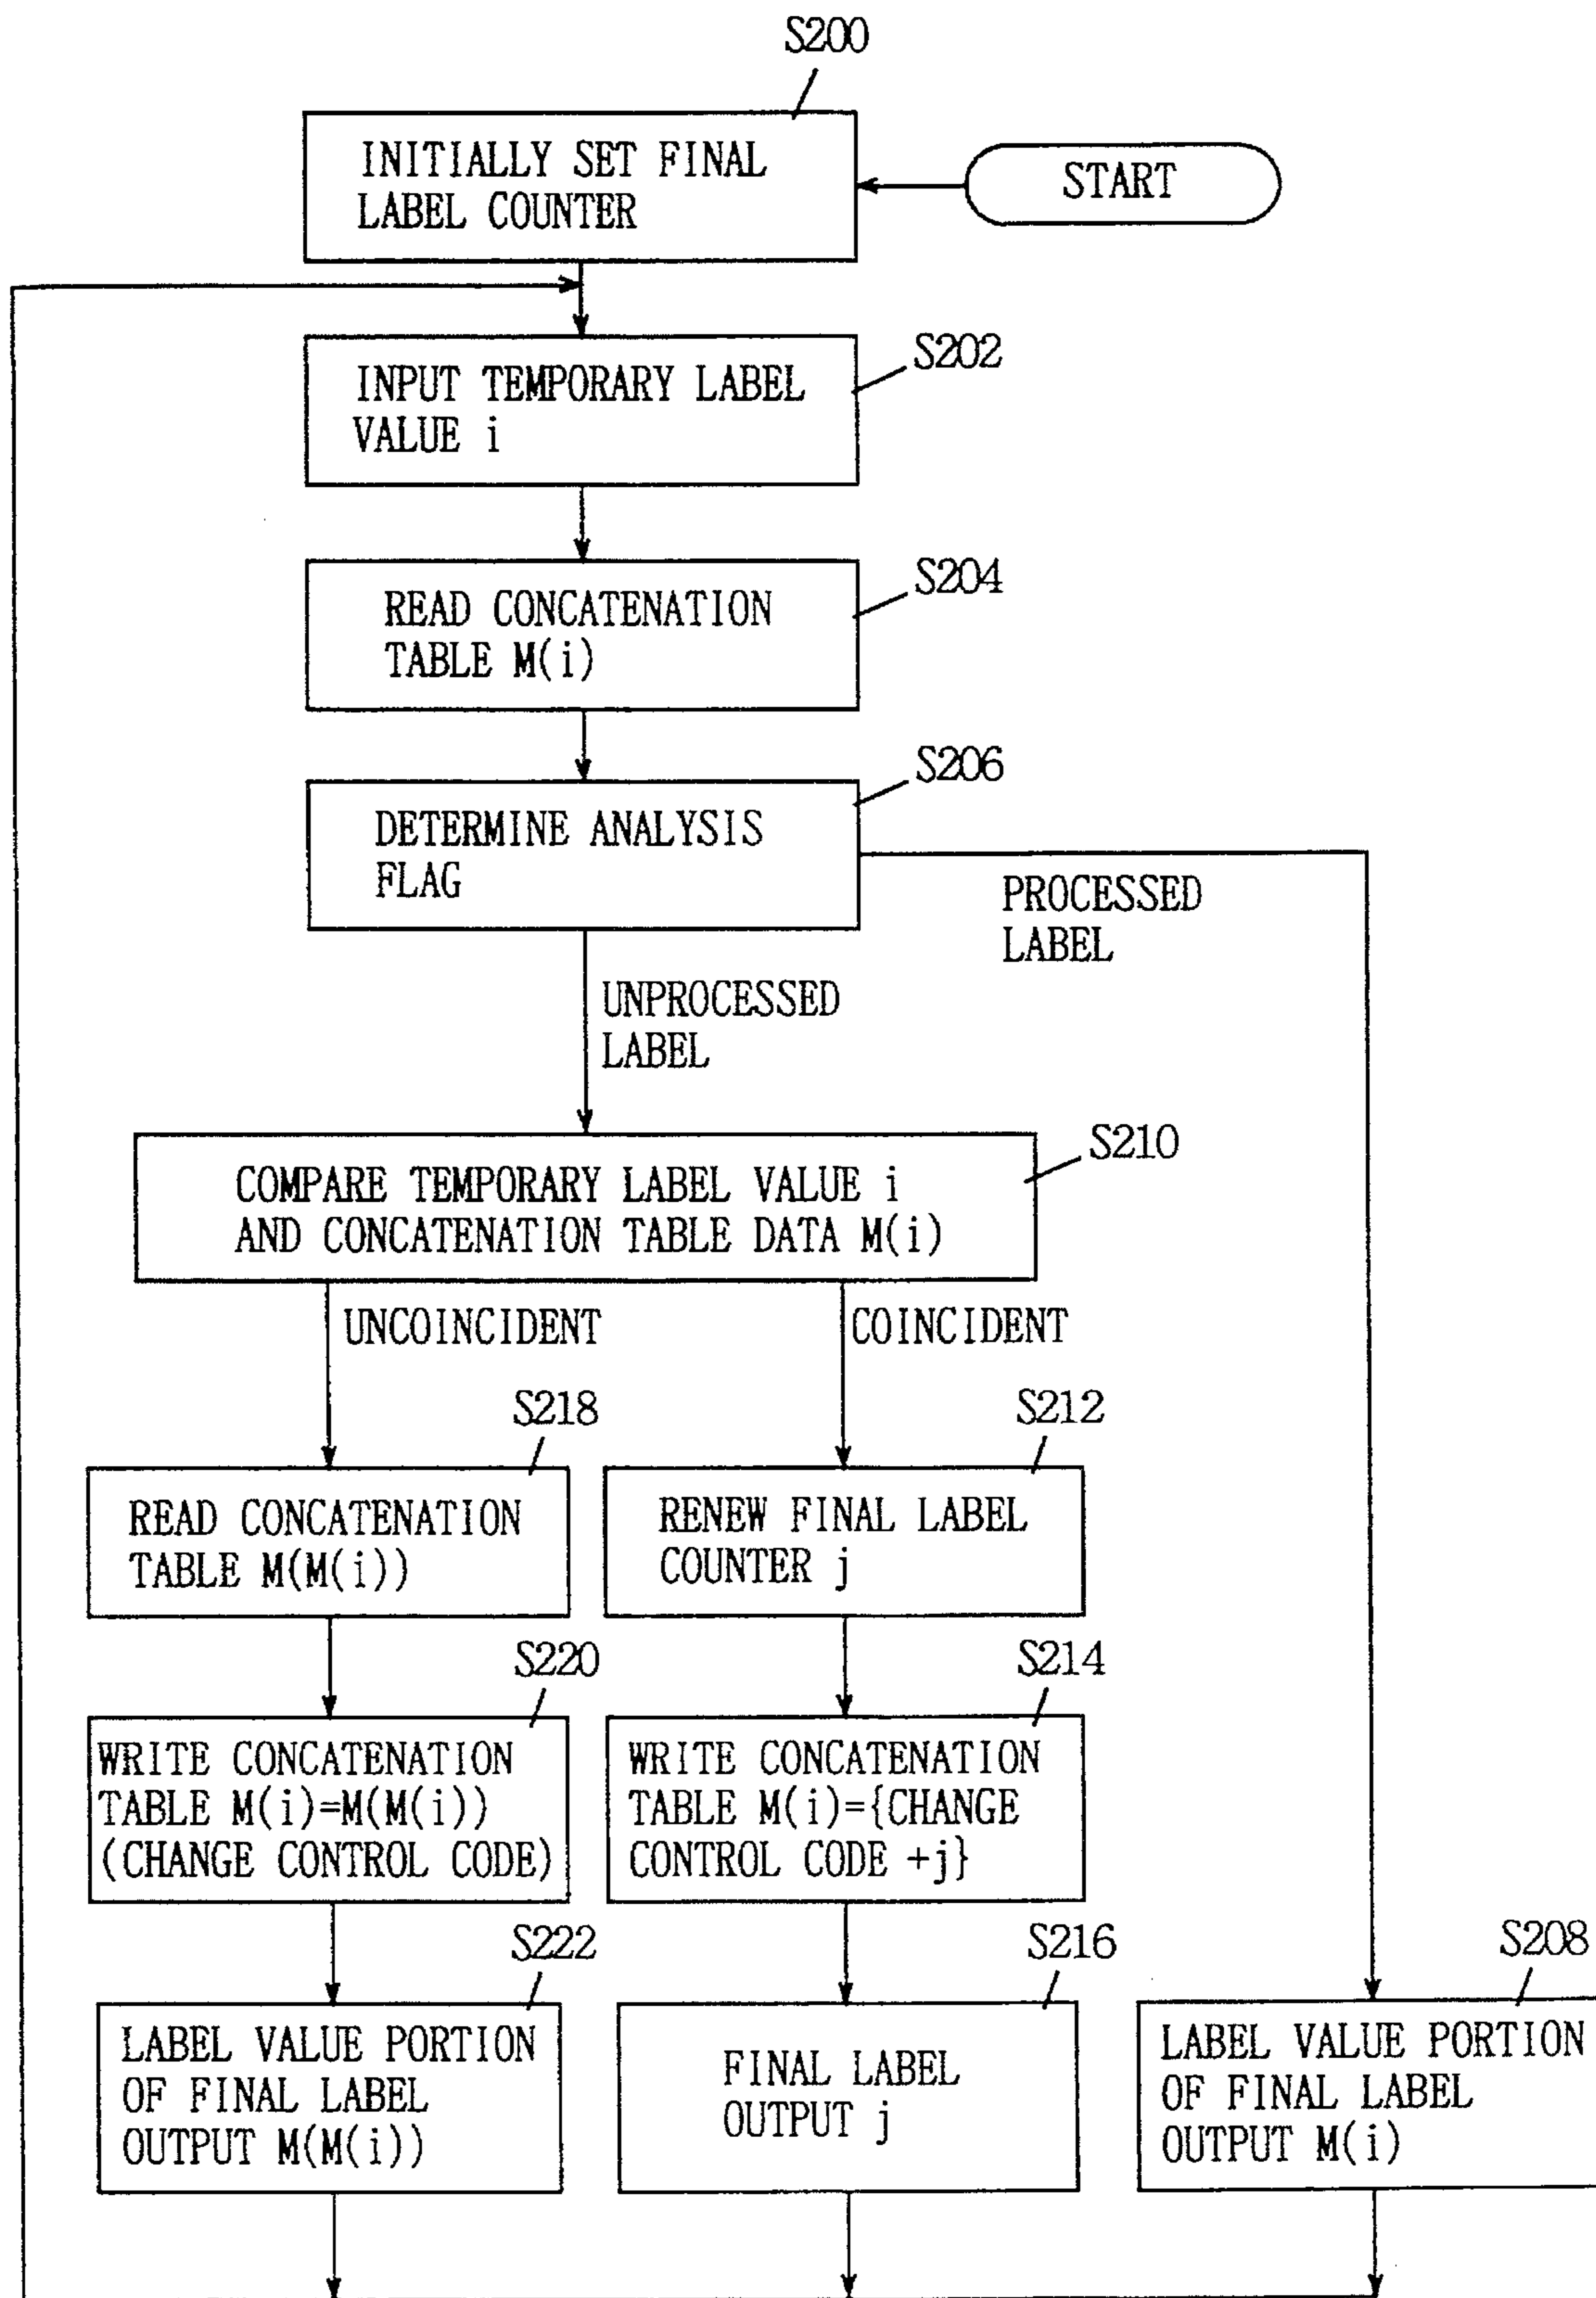 S200
INITIALLY SET FINAL
LABEL COUNTER
START
S202
INPUT TEMPORARY LABEL
VALUE i
S204
READ CONCATENATION
TABLE M(i)
S206
DETERMINE ANALYSIS
FLAG
PROCESSED
LABEL
UNPROCESSED
LABEL
S210
COMPARE TEMPORARY LABEL VALUE i
AND CONCATENATION TABLE DATA M(i)
UNCOINCIDENT
COINCIDENT
S218
READ CONCATENATION
TABLE M(M(i))
S212
RENEW FINAL LABEL
COUNTER j
S220
WRITE CONCATENATION
TABLE M(i)=M(M(i))
(CHANGE CONTROL CODE)
S214
WRITE CONCATENATION
TABLE M(i)={CHANGE
CONTROL CODE +j}
S222
LABEL VALUE PORTION
OF FINAL LABEL
OUTPUT M(M(i))
S216
FINAL LABEL
OUTPUT j
S208
LABEL VALUE PORTION
OF FINAL LABEL
OUTPUT M(i)